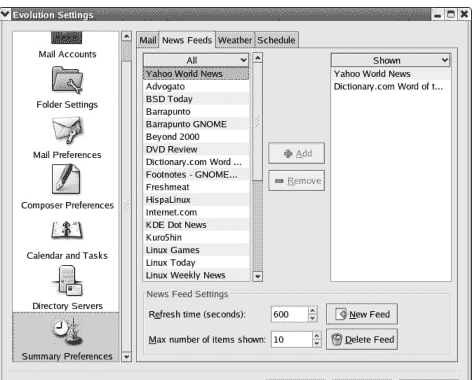 Evolution Settings
Mail Accounts
Folder Settings
Mail Preferences
Composer Preferences
Calendar and Tasks
Directory Servers
Summary Preferences
Mail News Feeds Weather Schedule
All
Yahoo World News
Advogato
BSD Today
Barrapunto
Barrapunto GNOME
Beyond 2000
DVD Review
Dictionary.com Word ...
Footnotes - GNOME...
Freshmeat
HispaLinux
Internet.com
KDE Dot News
Kuro5hin
Linux Games
Linux Today
Linux Weekly News
Add
Remove
Shown
Yahoo World News
Dictionary.com Word of t...
News Feed Settings
Refresh time (seconds): 600 New Feed
Max number of items shown: 10 Delete Feed